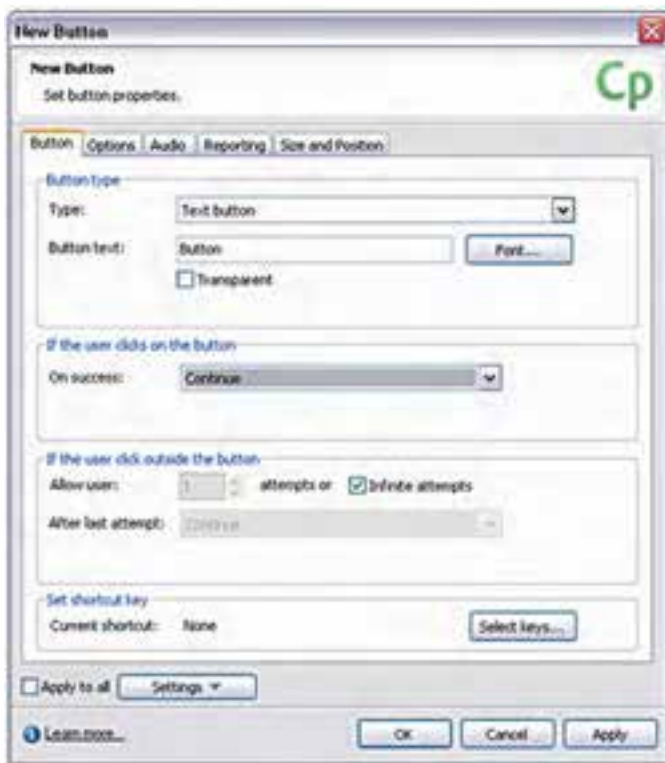 New Button
New Button
Set button properties.
Cp
Button Options Audio Reporting Size and Position
Button type
Type: Text button
Button text: Button Font...
Transparent
If the user clicks on the button
On success: Continue
If the user click outside the button
Allow user: 1 attempts or Infinite attempts
After last attempt: Continue
Set shortcut key
Current shortcut: None Select keys...
Apply to all Settings
Learn more... OK Cancel Apply